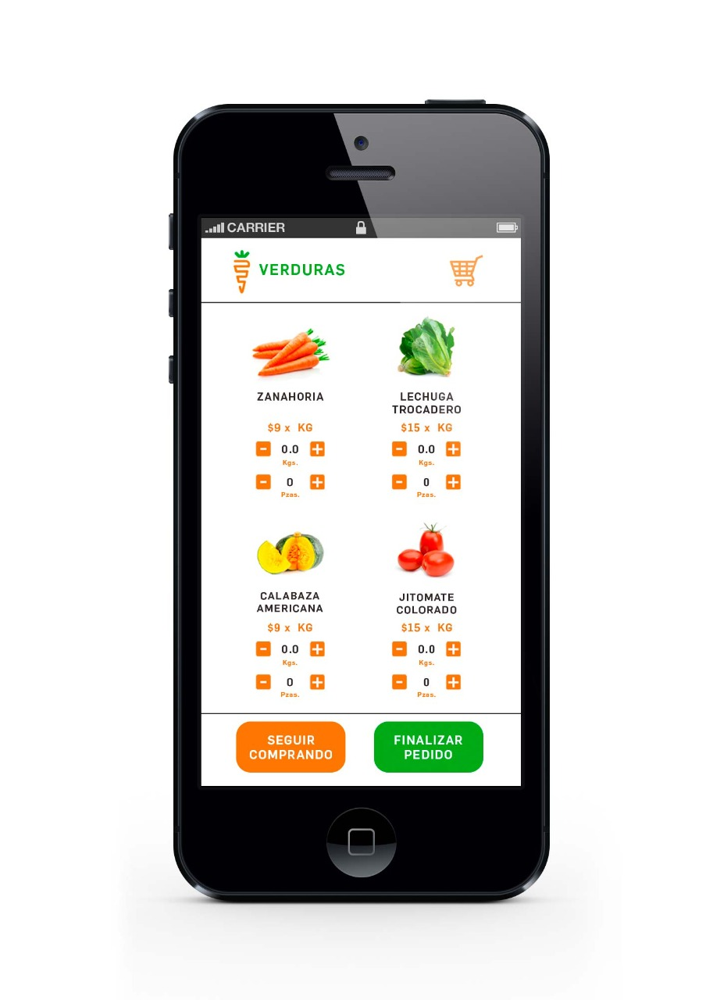 CARRIER
VERDURAS
ZANAHORIA
$9 x KG
- 0.0 +
Kgs.
- 0 +
Pzas.
LECHUGA
TROCADERO
$15 x KG
- 0.0 +
Kgs.
- 0 +
Pzas.
CALABAZA
AMERICANA
$9 x KG
- 0.0 +
Kgs.
- 0 +
Pzas.
JITOMATE
COLORADO
$15 x KG
- 0.0 +
Kgs.
- 0 +
Pzas.
SEGUIR
COMPRANDO
FINALIZAR
PEDIDO